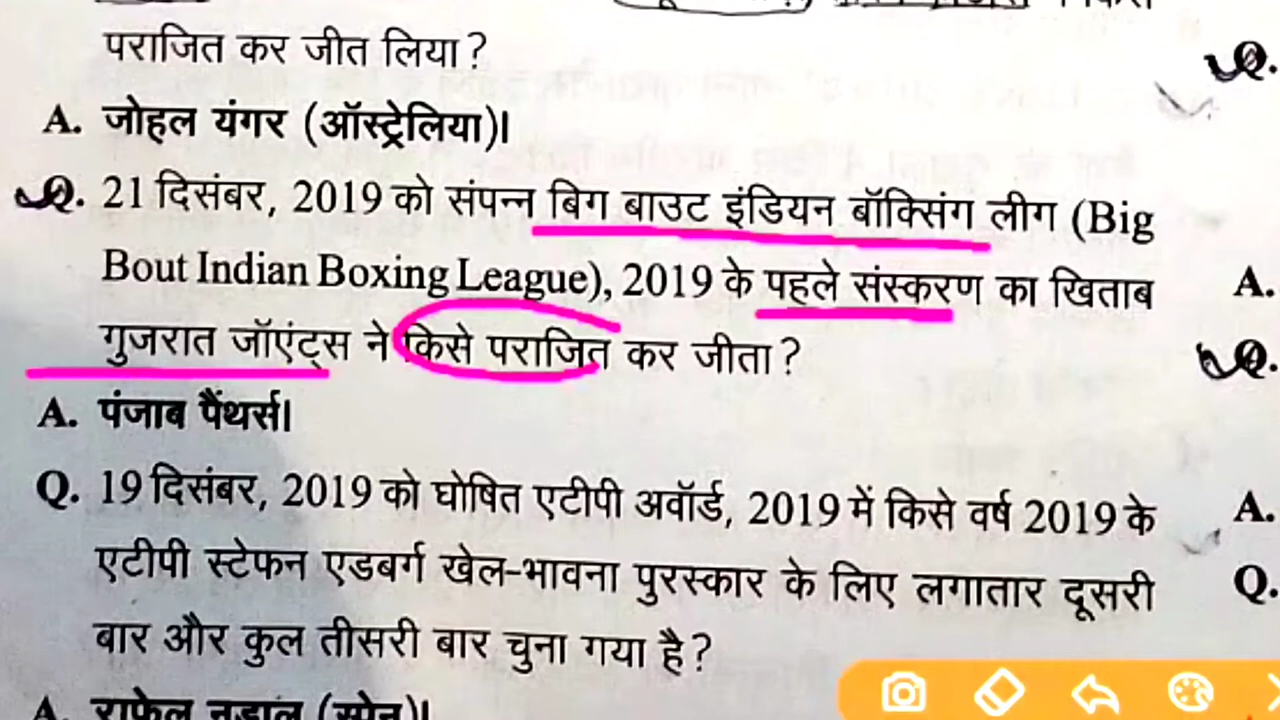 पराजित कर जीत लिया?
A. जोहल यंगर (ऑस्ट्रेलिया)।
Q.
Q. 21 दिसंबर, 2019 को संपन्न बिग बाउट इंडियन बॉक्सिंग लीग (Big
Bout Indian Boxing League), 2019 के पहले संस्करण का खिताब
A.
गुजरात जॉएंट्स ने किसे पराजित कर जीता?
Q.
A. पंजाब पैंथर्स।
Q. 19 दिसंबर, 2019 को घोषित एटीपी अवॉर्ड, 2019 में किसे वर्ष 2019 के
A.
एटीपी स्टेफन एडबर्ग खेल-भावना पुरस्कार के लिए लगातार दूसरी
Q.
बार और कुल तीसरी बार चुना गया है?
A. राफेल नडाल (स्पेन)।